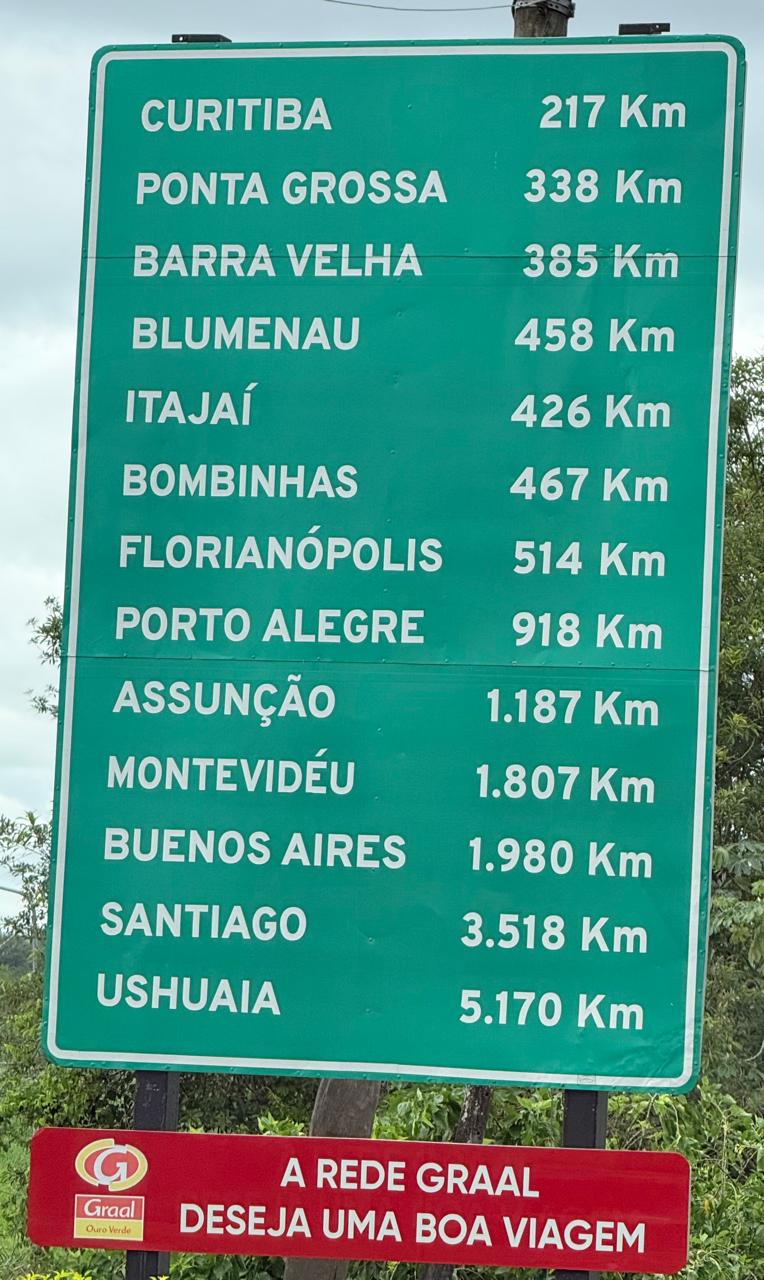 CURITIBA 217 Km
PONTA GROSSA 338 Km
BARRA VELHA 385 Km
BLUMENAU 458 Km
ITAJAÍ 426 Km
BOMBINHAS 467 Km
FLORIANÓPOLIS 514 Km
PORTO ALEGRE 918 Km
ASSUNÇÃO 1.187 Km
MONTEVIDÉU 1.807 Km
BUENOS AIRES 1.980 Km
SANTIAGO 3.518 Km
USHUAIA 5.170 Km
G
Graal
Ouro Verde
A REDE GRAAL
DESEJA UMA BOA VIAGEM